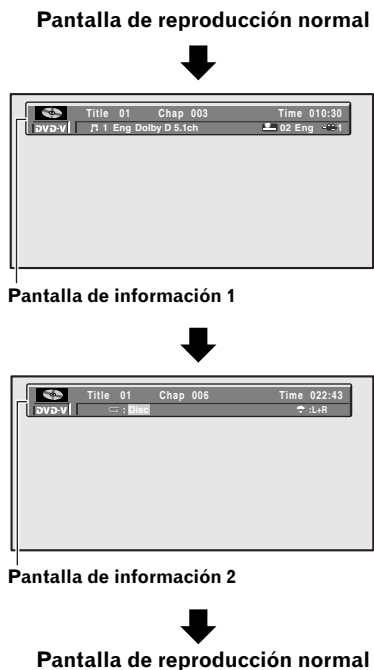 Pantalla de reproducción normal
Title 01 Chap 003 Time 010:30
DVD-V 1 Eng Dolby D 5.1ch 02 Eng 1
Pantalla de información 1
Title 01 Chap 006 Time 022:43
DVD-V : Disc :L+R
Pantalla de información 2
Pantalla de reproducción normal